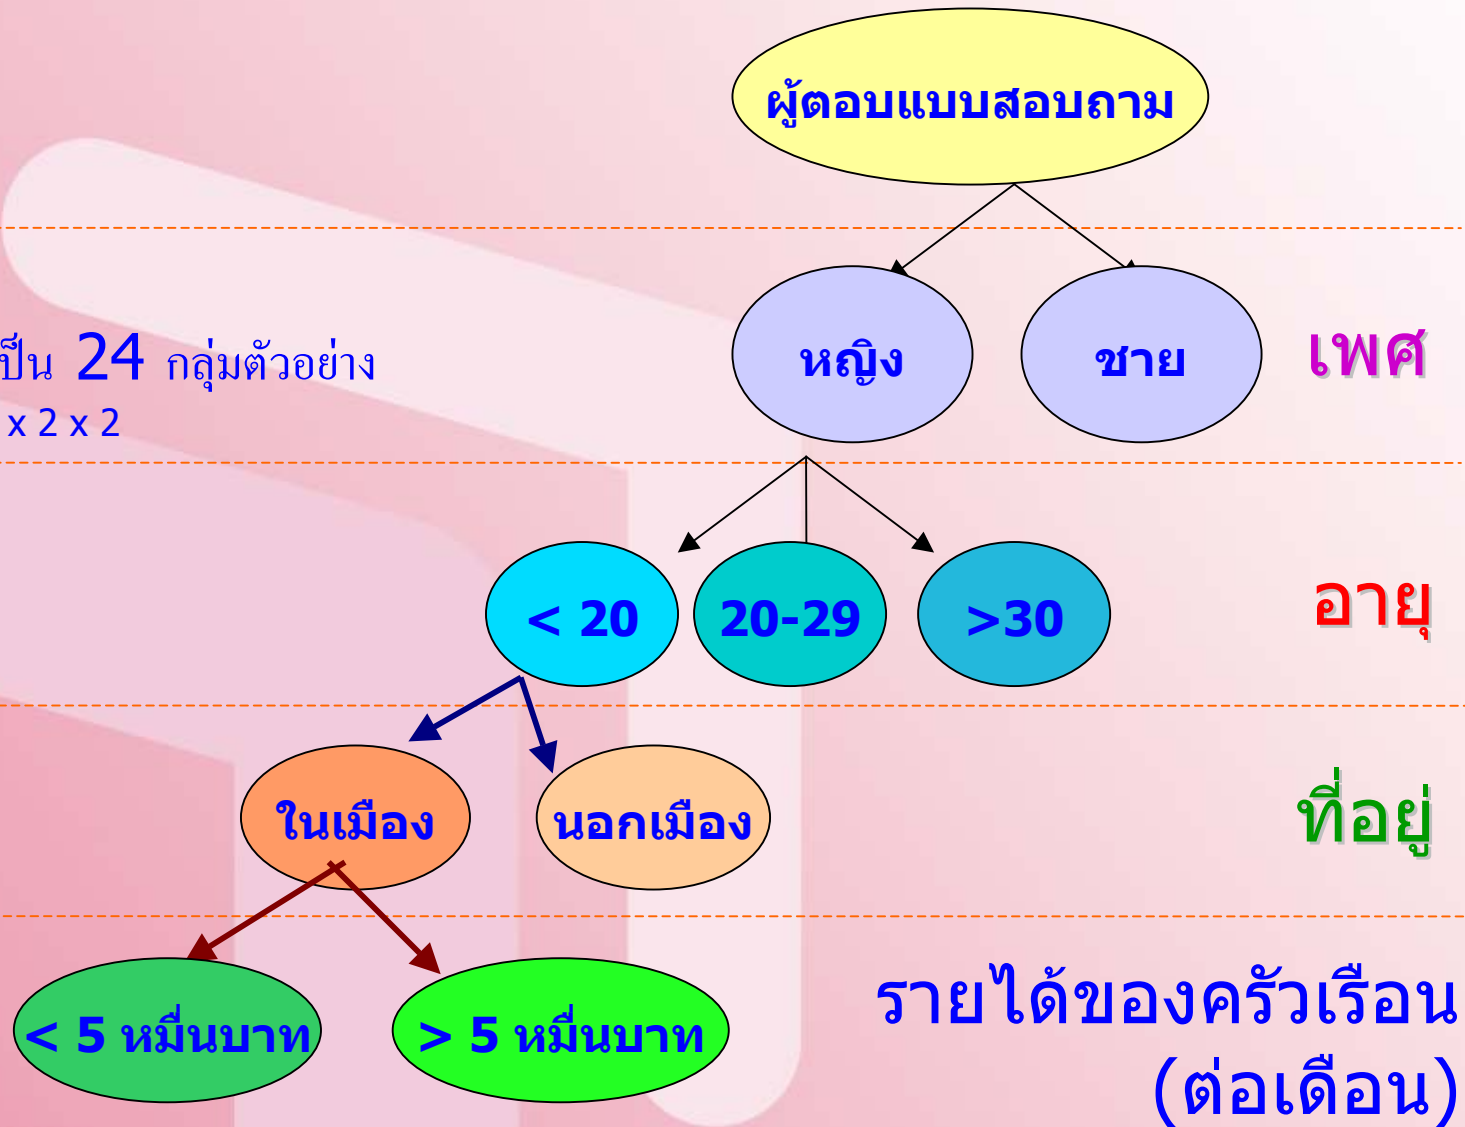 ผู้ตอบแบบสอบถาม
ป็น 24 กลุ่มตัวอย่าง
x 2 x 2
หญิง
ชาย
เพศ
< 20
20-29
>30
อายุ
ในเมือง
นอกเมือง
ที่อยู่
< 5 หมื่นบาท
> 5 หมื่นบาท
รายได้ของครัวเรือน
(ต่อเดือน)